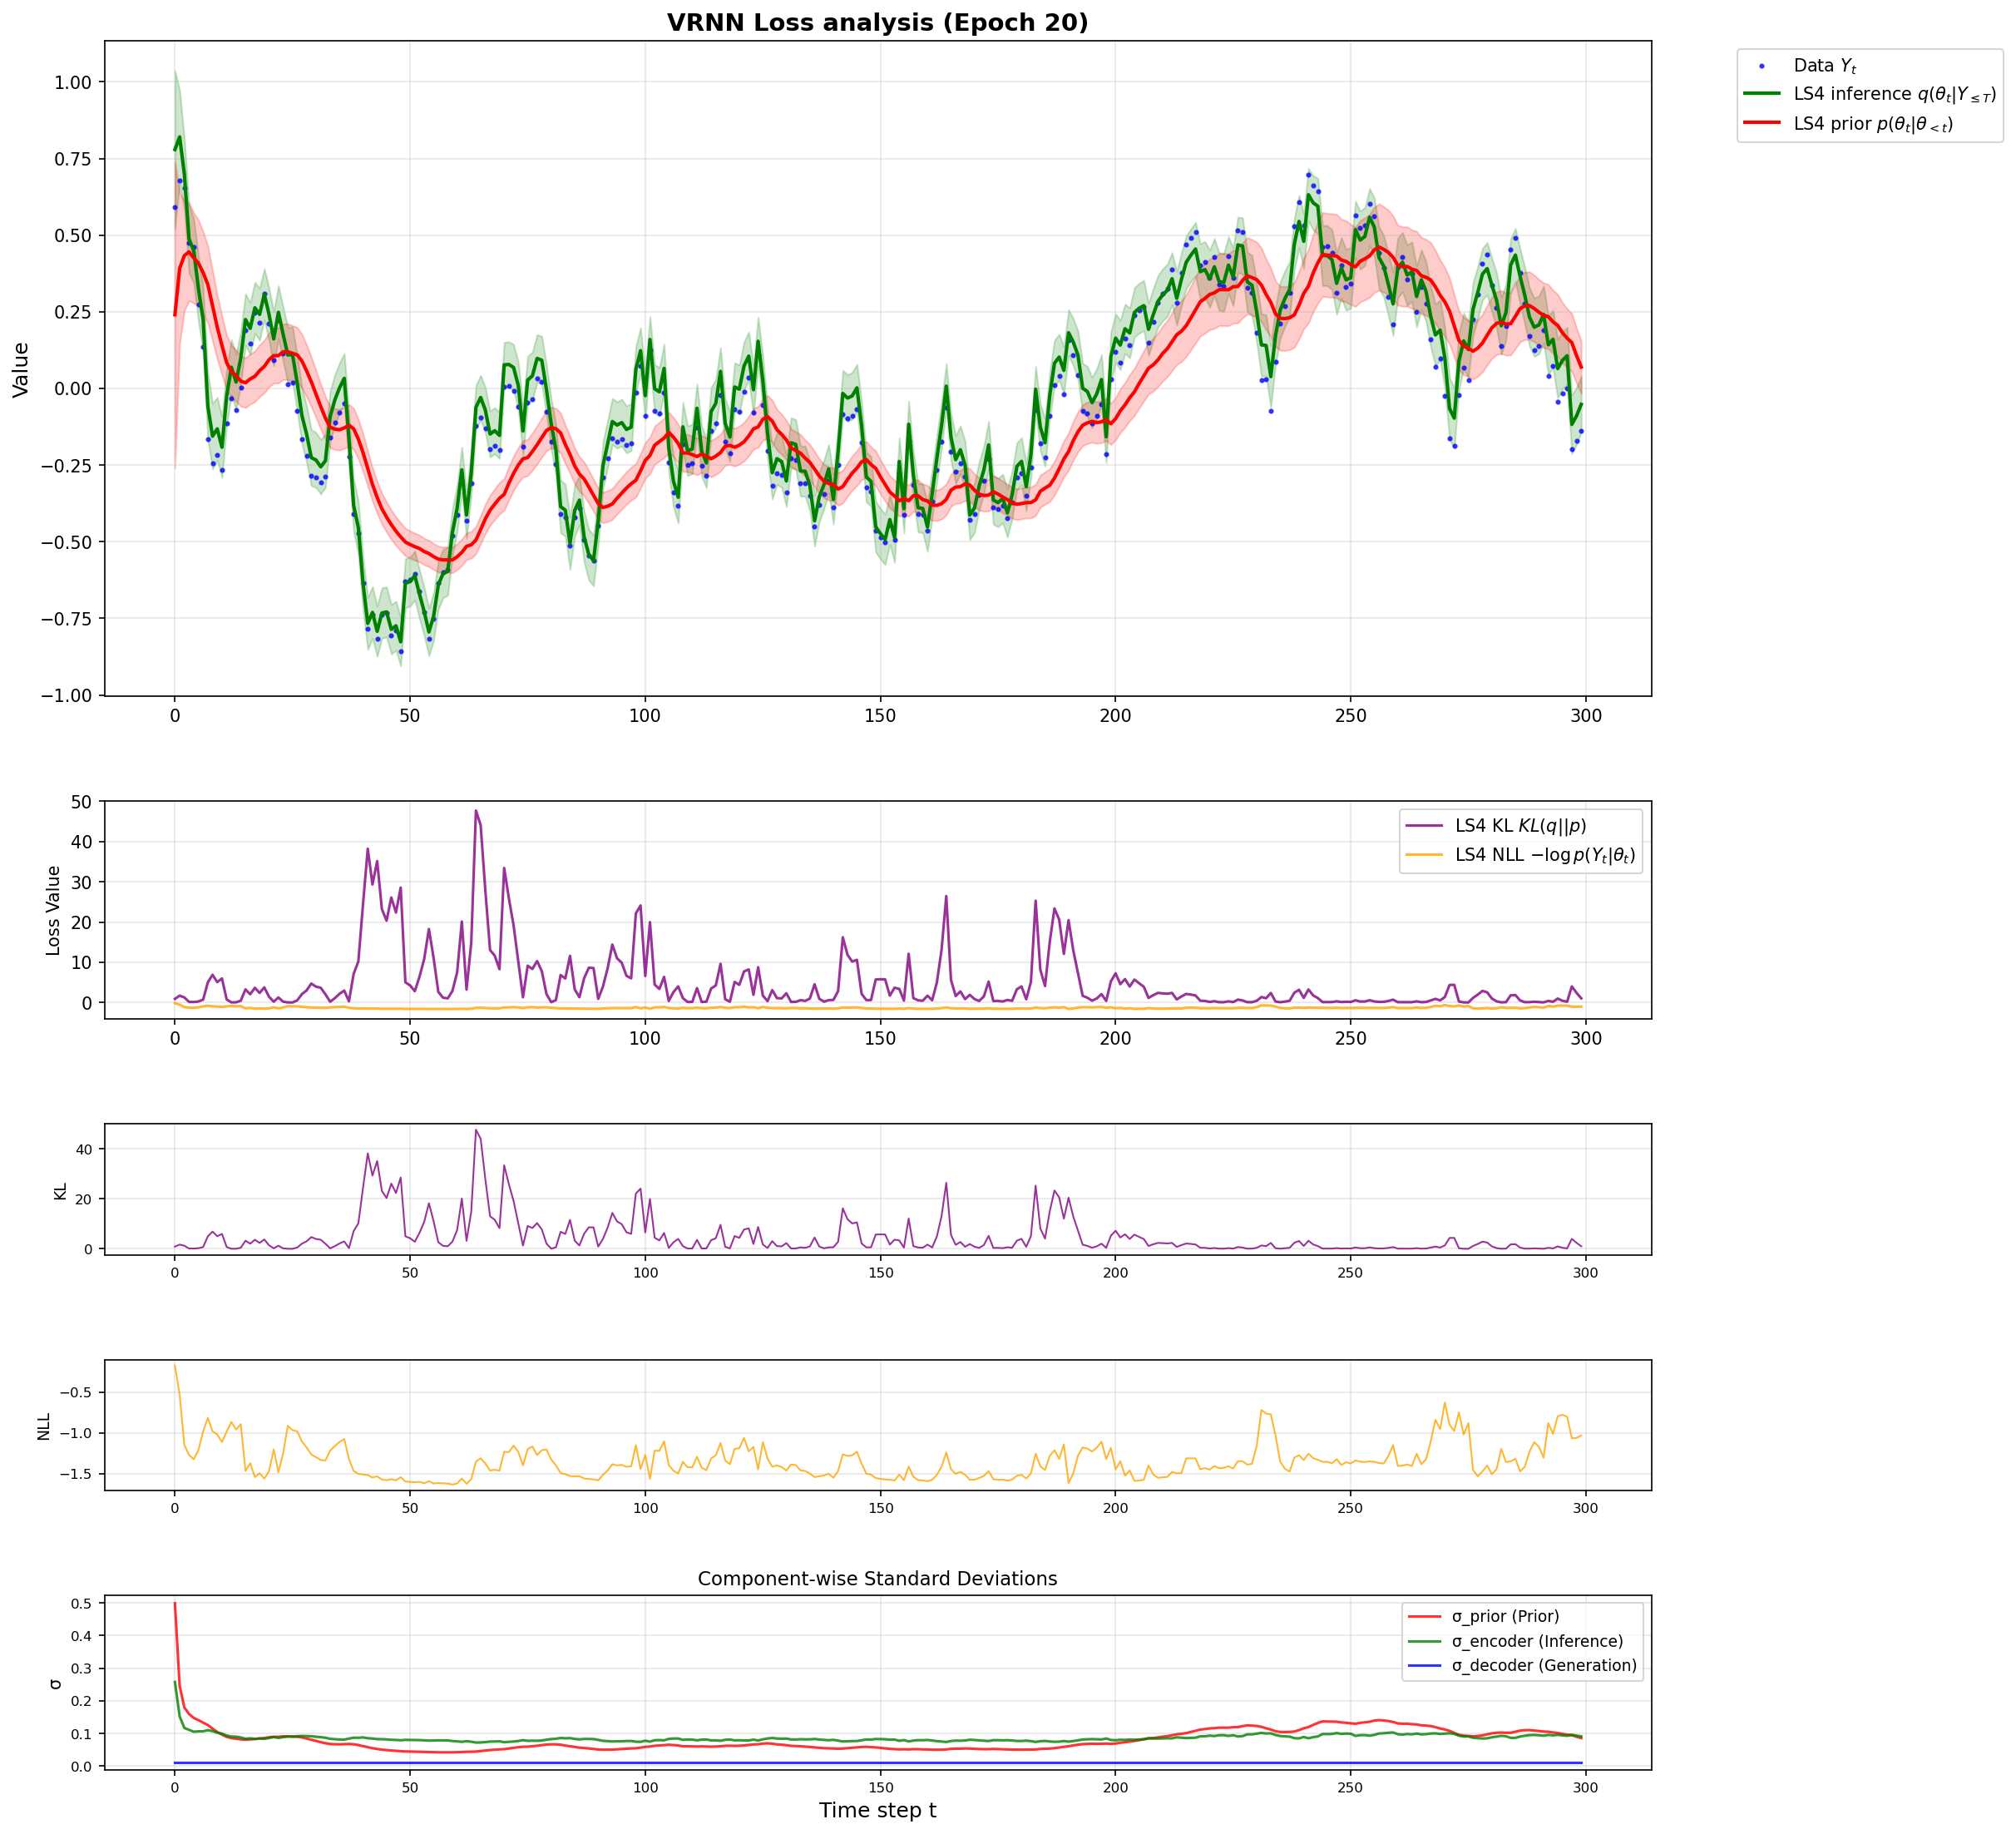 VRNN Loss analysis (Epoch 20)
Value
1.00
0.75
0.50
0.25
0.00
−0.25
−0.50
−0.75
−1.00
0 50 100 150 200 250 300
Data Y_t
LS4 inference q(θ_t|Y_≤T)
LS4 prior p(θ_t|θ_<t)
Loss Value
50
40
30
20
10
0
0 50 100 150 200 250 300
LS4 KL KL(q||p)
LS4 NLL −log p(Y_t|θ_t)
KL
40
20
0
0 50 100 150 200 250 300
NLL
−0.5
−1.0
−1.5
0 50 100 150 200 250 300
Component-wise Standard Deviations
σ
0.5
0.4
0.3
0.2
0.1
0.0
0 50 100 150 200 250 300
σ_prior (Prior)
σ_encoder (Inference)
σ_decoder (Generation)
Time step t